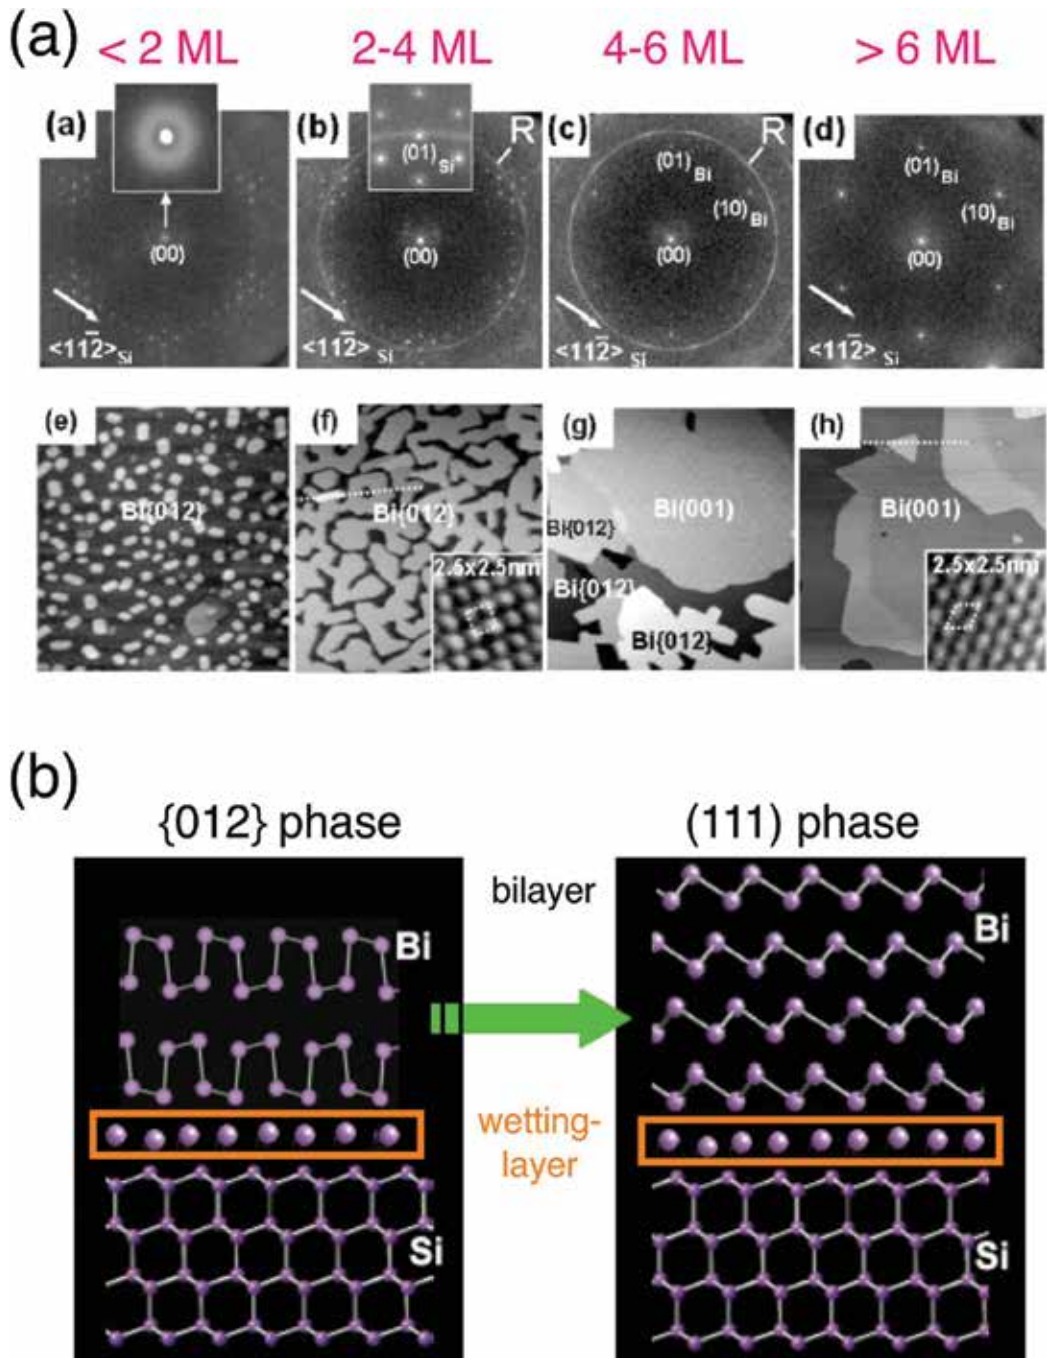 (a)
< 2 ML
2-4 ML
4-6 ML
> 6 ML
(a)
(00)
<112̅>Si
(b)
(01)Si
R
(00)
<112̅>Si
(c)
R
(01)Bi
(10)Bi
(00)
<112̅>Si
(d)
(01)Bi
(10)Bi
(00)
<112̅>Si
(e)
Bi{012}
(f)
Bi{012}
2.5x2.5nm
(g)
Bi(001)
Bi{012}
Bi{012}
Bi{012}
(h)
Bi(001)
2.5x2.5nm
(b)
{012} phase
(111) phase
bilayer
Bi
Bi
wetting-
layer
Si
Si